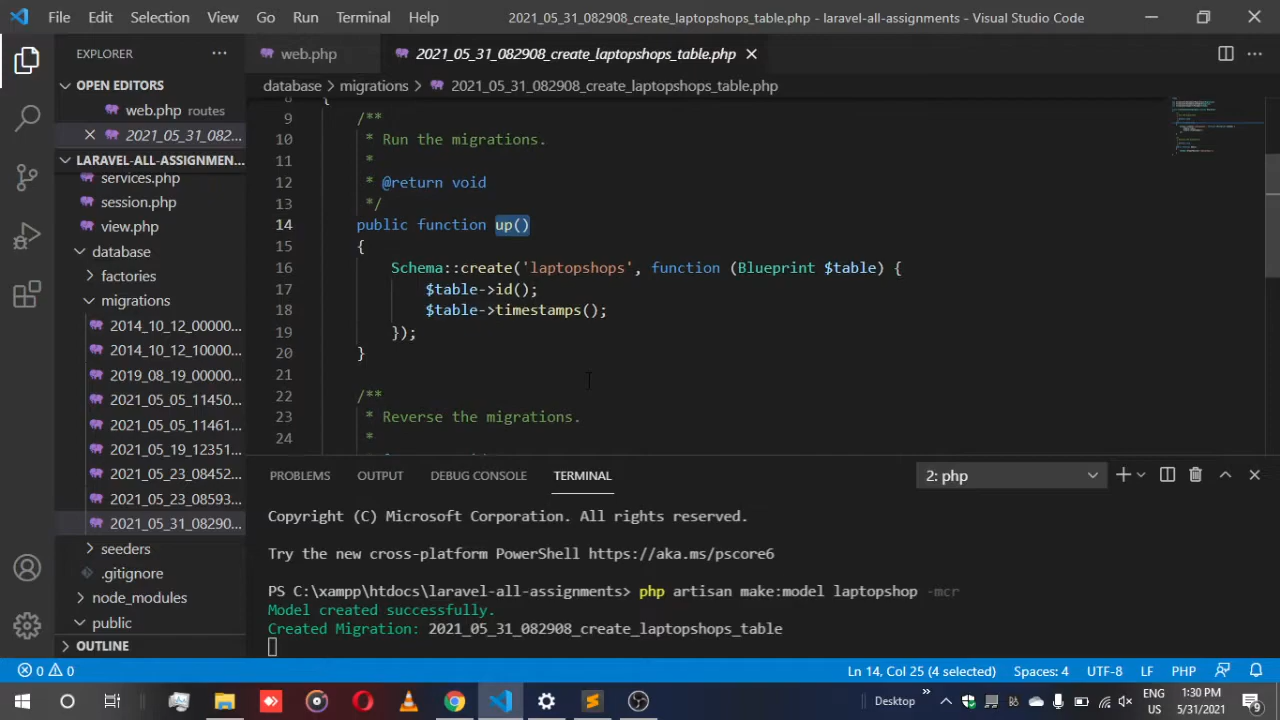 File Edit Selection View Go Run Terminal Help 2021_05_31_082908_create_laptopshops_table.php - laravel-all-assignments - Visual Studio Code
EXPLORER
web.php 2021_05_31_082908_create_laptopshops_table.php
OPEN EDITORS
database > migrations > 2021_05_31_082908_create_laptopshops_table.php
web.php routes
2021_05_31_082...
LARAVEL-ALL-ASSIGNMEN...
services.php
session.php
view.php
database
factories
migrations
2014_10_12_00000...
2014_10_12_10000...
2019_08_19_00000...
2021_05_05_11450...
2021_05_05_11461...
2021_05_19_12351...
2021_05_23_08452...
2021_05_23_08593...
2021_05_31_08290...
seeders
.gitignore
node_modules
public
OUTLINE
8 {
9 /**
10 * Run the migrations.
11 *
12 * @return void
13 */
14 public function up()
15 {
16 Schema::create('laptopshops', function (Blueprint $table) {
17 $table->id();
18 $table->timestamps();
19 });
20 }
21
22 /**
23 * Reverse the migrations.
24 *
PROBLEMS OUTPUT DEBUG CONSOLE TERMINAL 2: php
Copyright (C) Microsoft Corporation. All rights reserved.
Try the new cross-platform PowerShell https://aka.ms/pscore6
PS C:\xampp\htdocs\laravel-all-assignments> php artisan make:model laptopshop -mcr
Model created successfully.
Created Migration: 2021_05_31_082908_create_laptopshops_table
0 0 Ln 14, Col 25 (4 selected) Spaces: 4 UTF-8 LF PHP
Desktop ENG US 1:30 PM 5/31/2021 9